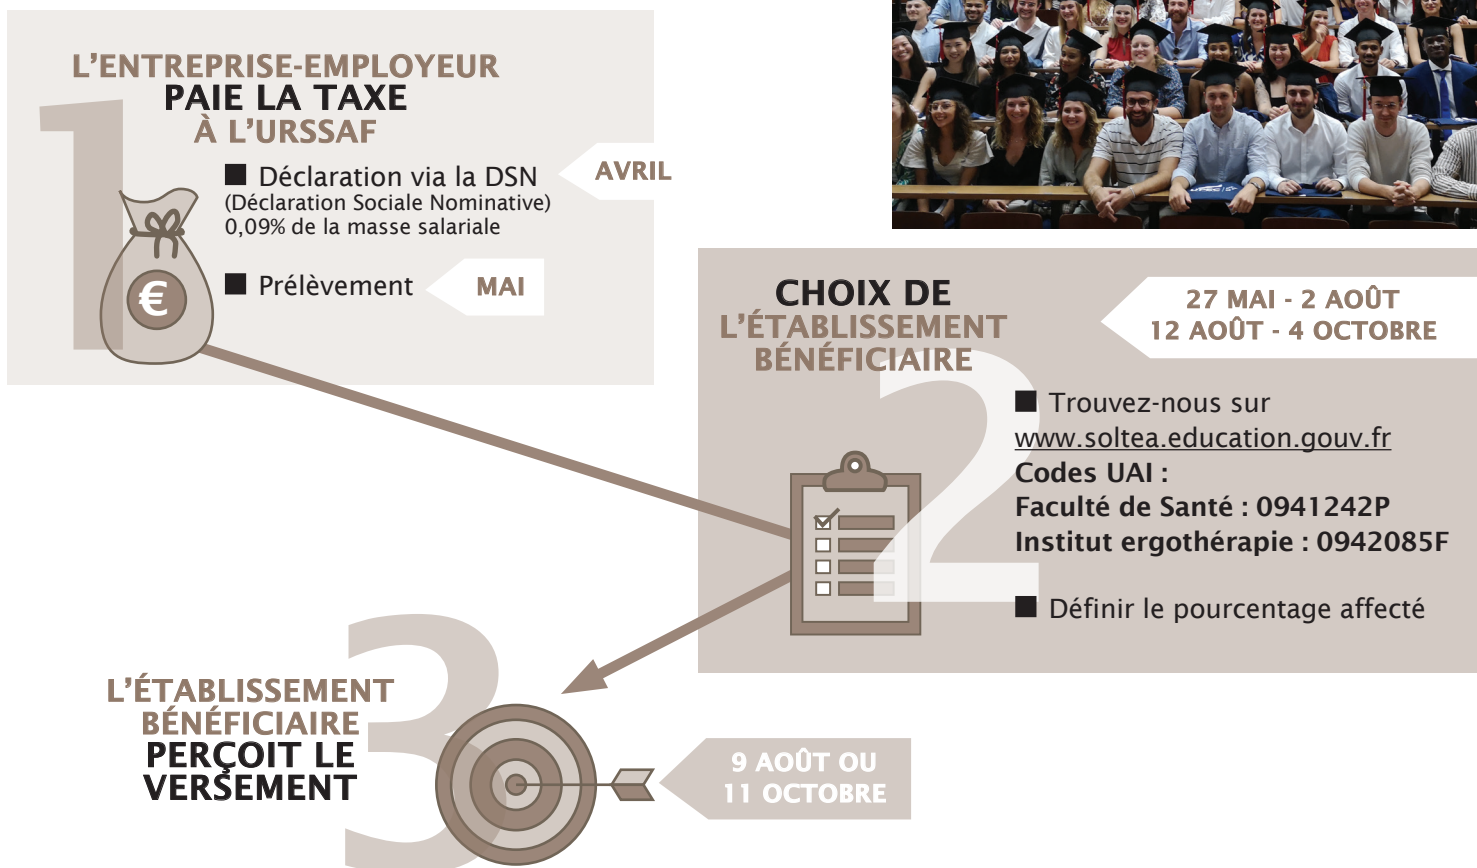 L'ENTREPRISE-EMPLOYEUR
PAIE LA TAXE
À L'URSSAF
1
■ Déclaration via la DSN
(Déclaration Sociale Nominative)
0,09% de la masse salariale
AVRIL
■ Prélèvement
MAI
€
CHOIX DE
L'ÉTABLISSEMENT
BÉNÉFICIAIRE
2
27 MAI - 2 AOÛT
12 AOÛT - 4 OCTOBRE
■ Trouvez-nous sur
www.soltea.education.gouv.fr
Codes UAI :
Faculté de Santé : 0941242P
Institut ergothérapie : 0942085F
■ Définir le pourcentage affecté
3
L'ÉTABLISSEMENT
BÉNÉFICIAIRE
PERÇOIT LE
VERSEMENT
9 AOÛT OU
11 OCTOBRE